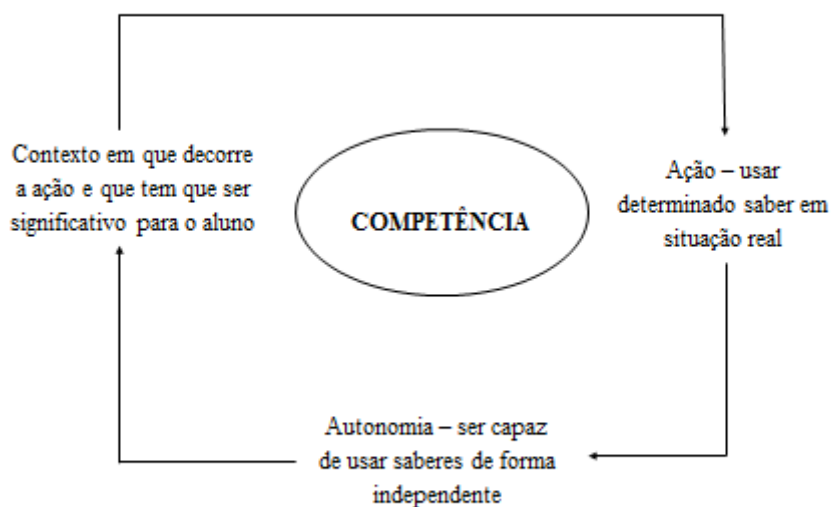 Contexto em que decorre
a ação e que tem que ser
significativo para o aluno
COMPETÊNCIA
Ação – usar
determinado saber em
situação real
Autonomia – ser capaz
de usar saberes de forma
independente